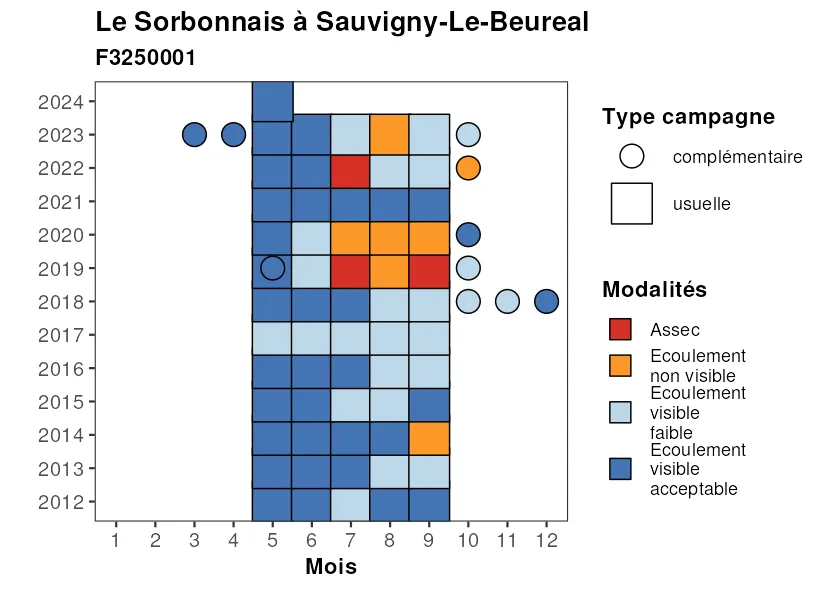 Le Sorbonnais à Sauvigny-Le-Beureal
F3250001
2024
2023
2022
2021
2020
2019
2018
2017
2016
2015
2014
2013
2012
1 2 3 4 5 6 7 8 9 10 11 12
Mois
Type campagne
complémentaire
usuelle
Modalités
Assec
Ecoulement
non visible
Ecoulement
visible
faible
Ecoulement
visible
acceptable